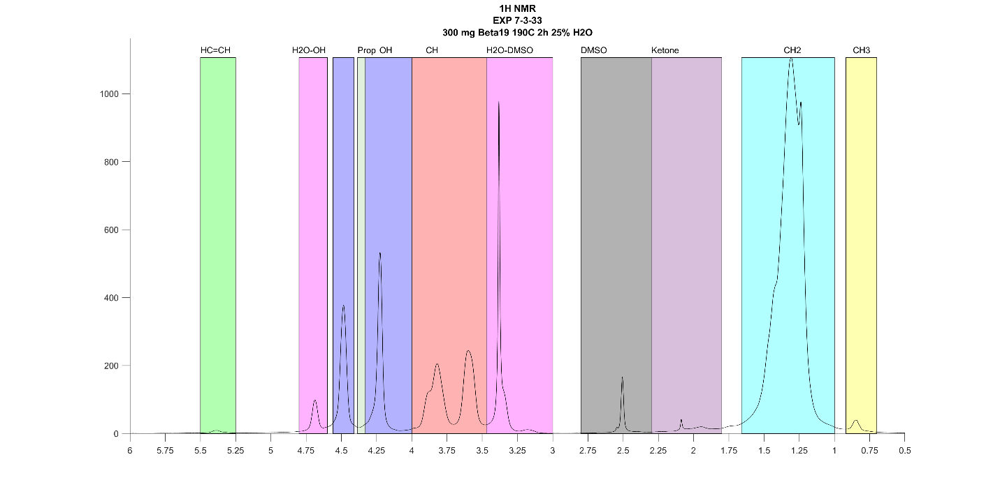 1H NMR
EXP 7-3-33
300 mg Beta19 190C 2h 25% H2O
HC=CH H2O-OH Prop OH CH H2O-DMSO DMSO Ketone CH2 CH3
1000
800
600
400
200
0
6 5.75 5.5 5.25 5 4.75 4.5 4.25 4 3.75 3.5 3.25 3 2.75 2.5 2.25 2 1.75 1.5 1.25 1 0.75 0.5